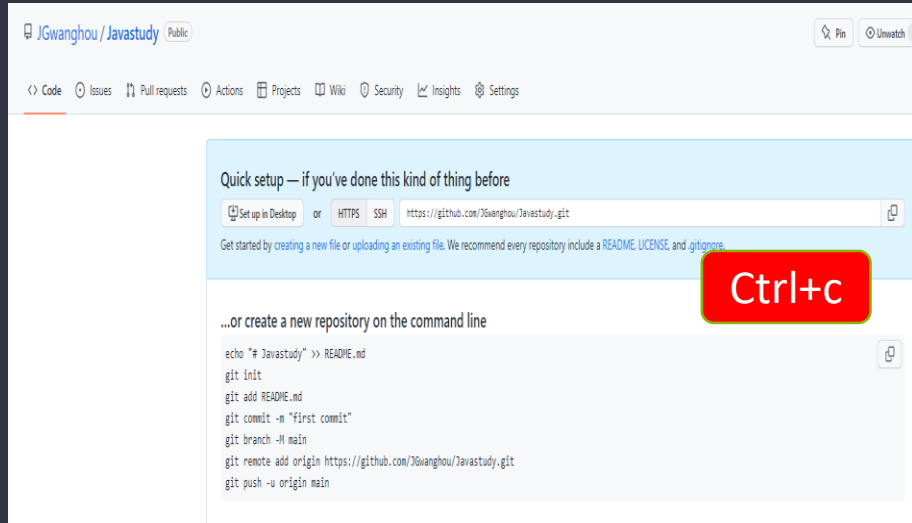 JGwanghou / Javastudy Public
Pin Unwatch
<> Code Issues Pull requests Actions Projects Wiki Security Insights Settings
Quick setup — if you've done this kind of thing before
Set up in Desktop or HTTPS SSH https://github.com/JGwanghou/Javastudy.git
Get started by creating a new file or uploading an existing file. We recommend every repository include a README, LICENSE, and .gitignore.
Ctrl+c
...or create a new repository on the command line
echo "# Javastudy" >> README.md
git init
git add README.md
git commit -m "first commit"
git branch -M main
git remote add origin https://github.com/JGwanghou/Javastudy.git
git push -u origin main